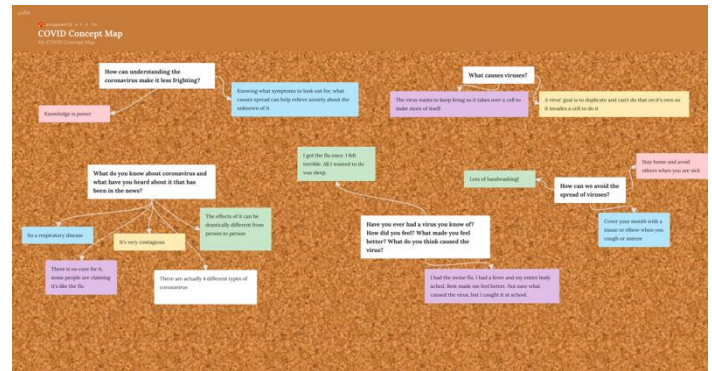 padlet
COVID Concept Map
My COVID Concept Map
How can understanding the
coronavirus make it less frighting?
Knowledge is power
Knowing what symptoms to look out for, what
causes spread can help relieve anxiety about the
unknown of it
What causes viruses?
The virus wants to keep living so it takes over a cell to
make more of itself.
A virus' goal is to duplicate and can't do that on it's own so
it invades a cell to do it
What do you know about coronavirus and
what have you heard about it that has
been in the news?
Its a respiratory disease
It's very contagious
The effects of it can be
drastically different from
person to person
There is no cure for it,
some people are claiming
it's like the flu
There are actually 4 different types of
coronavirus
I got the flu once. I felt
terrible. All I wanted to do
was sleep.
Have you ever had a virus you know of?
How did you feel? What made you feel
better? What do you think caused the
virus?
I had the swine flu. I had a fever and my entire body
ached. Rest made me feel better. Not sure what
caused the virus, but I caught it at school.
Lots of handwashing!
How can we avoid the
spread of viruses?
Stay home and avoid
others when you are sick
Cover your mouth with a
tissue or elbow when you
cough or sneeze